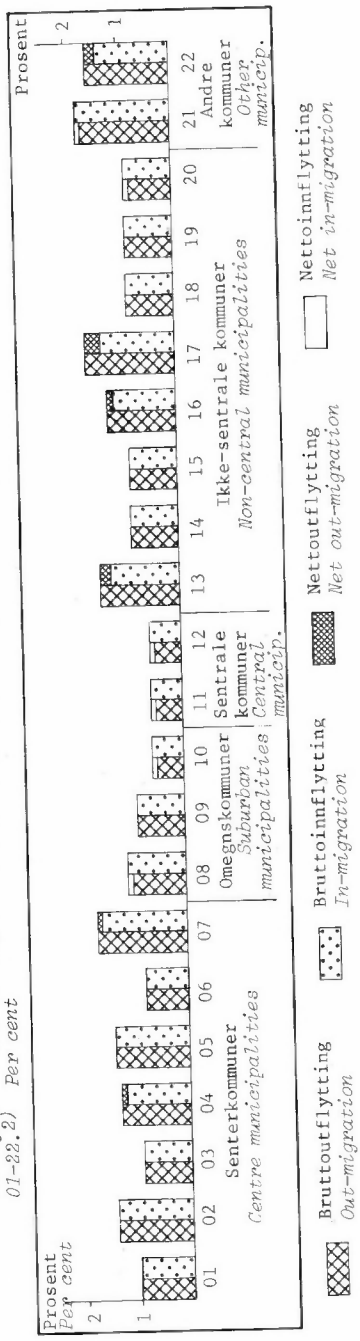 01-22.2) Per cent
Prosent
Per cent
2
1
Prosent
2
1
01 02 03 04 05 06 07 08 09 10 11 12 13 14 15 16 17 18 19 20 21 22
Senterkommuner
Centre municipalities
Omegnskommuner
Suburban
municipalities
Sentrale
kommuner
Central
municip.
Ikke-sentrale kommuner
Non-central municipalities
Andre
kommuner
Other
municip.
Bruttoutflytting
Out-migration
Bruttoinnflytting
In-migration
Nettoutflytting
Net out-migration
Nettoinnflytting
Net in-migration